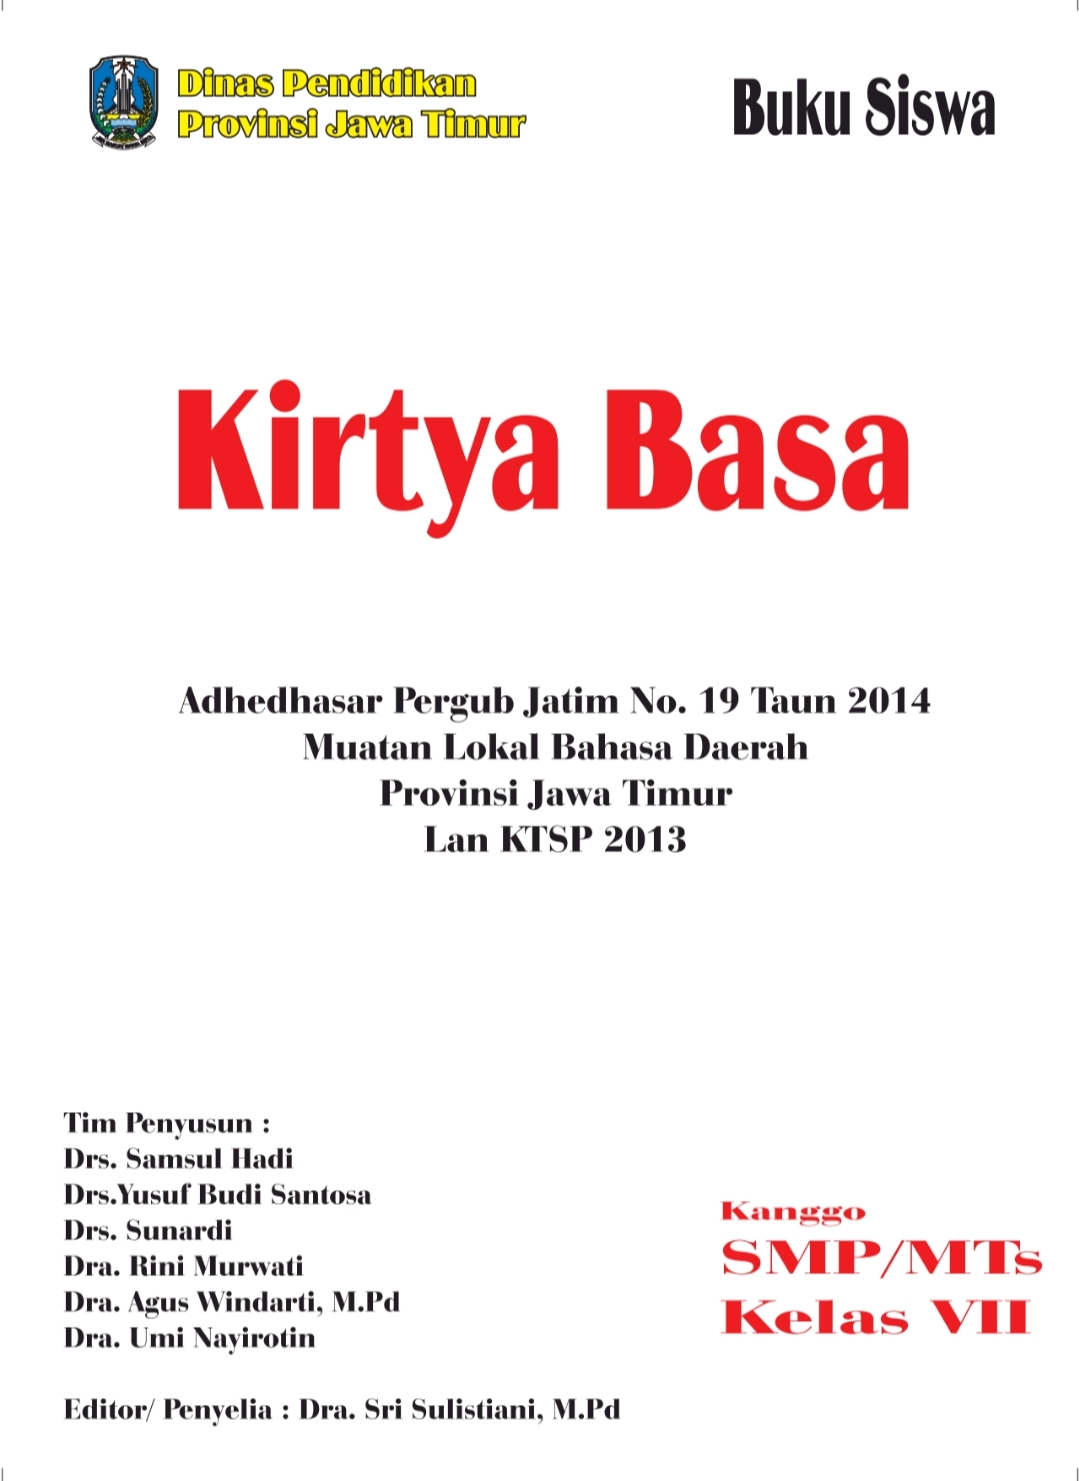 Dinas Pendidikan
Provinsi Jawa Timur
Buku Siswa
Kirtya Basa
Adhedhasar Pergub Jatim No. 19 Taun 2014
Muatan Lokal Bahasa Daerah
Provinsi Jawa Timur
Lan KTSP 2013
Tim Penyusun :
Drs. Samsul Hadi
Drs.Yusuf Budi Santosa
Drs. Sunardi
Dra. Rini Murwati
Dra. Agus Windarti, M.Pd
Dra. Umi Nayirotin
Editor/ Penyelia : Dra. Sri Sulistiani, M.Pd
Kanggo
SMP/MTs
Kelas VII